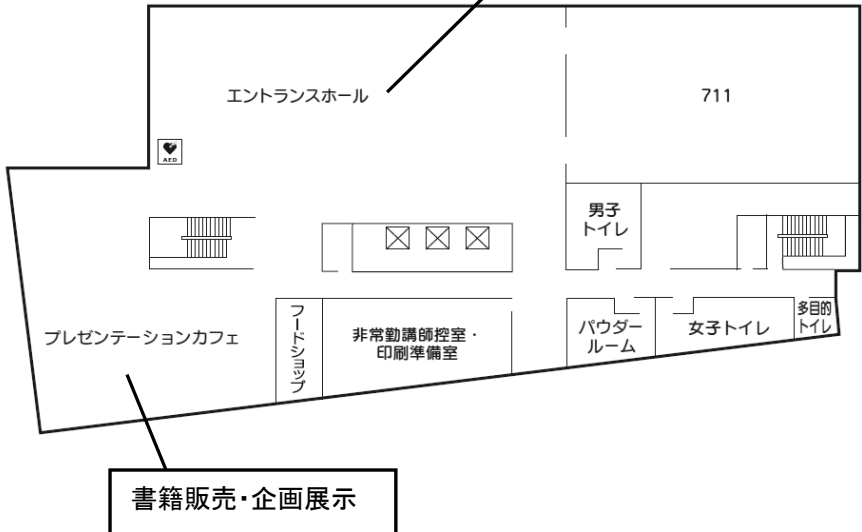 エントランスホール
711
AED
男子
トイレ
プレゼンテーションカフェ
フードショップ
非常勤講師控室・
印刷準備室
パウダー
ルーム
女子トイレ
多目的
トイレ
書籍販売・企画展示